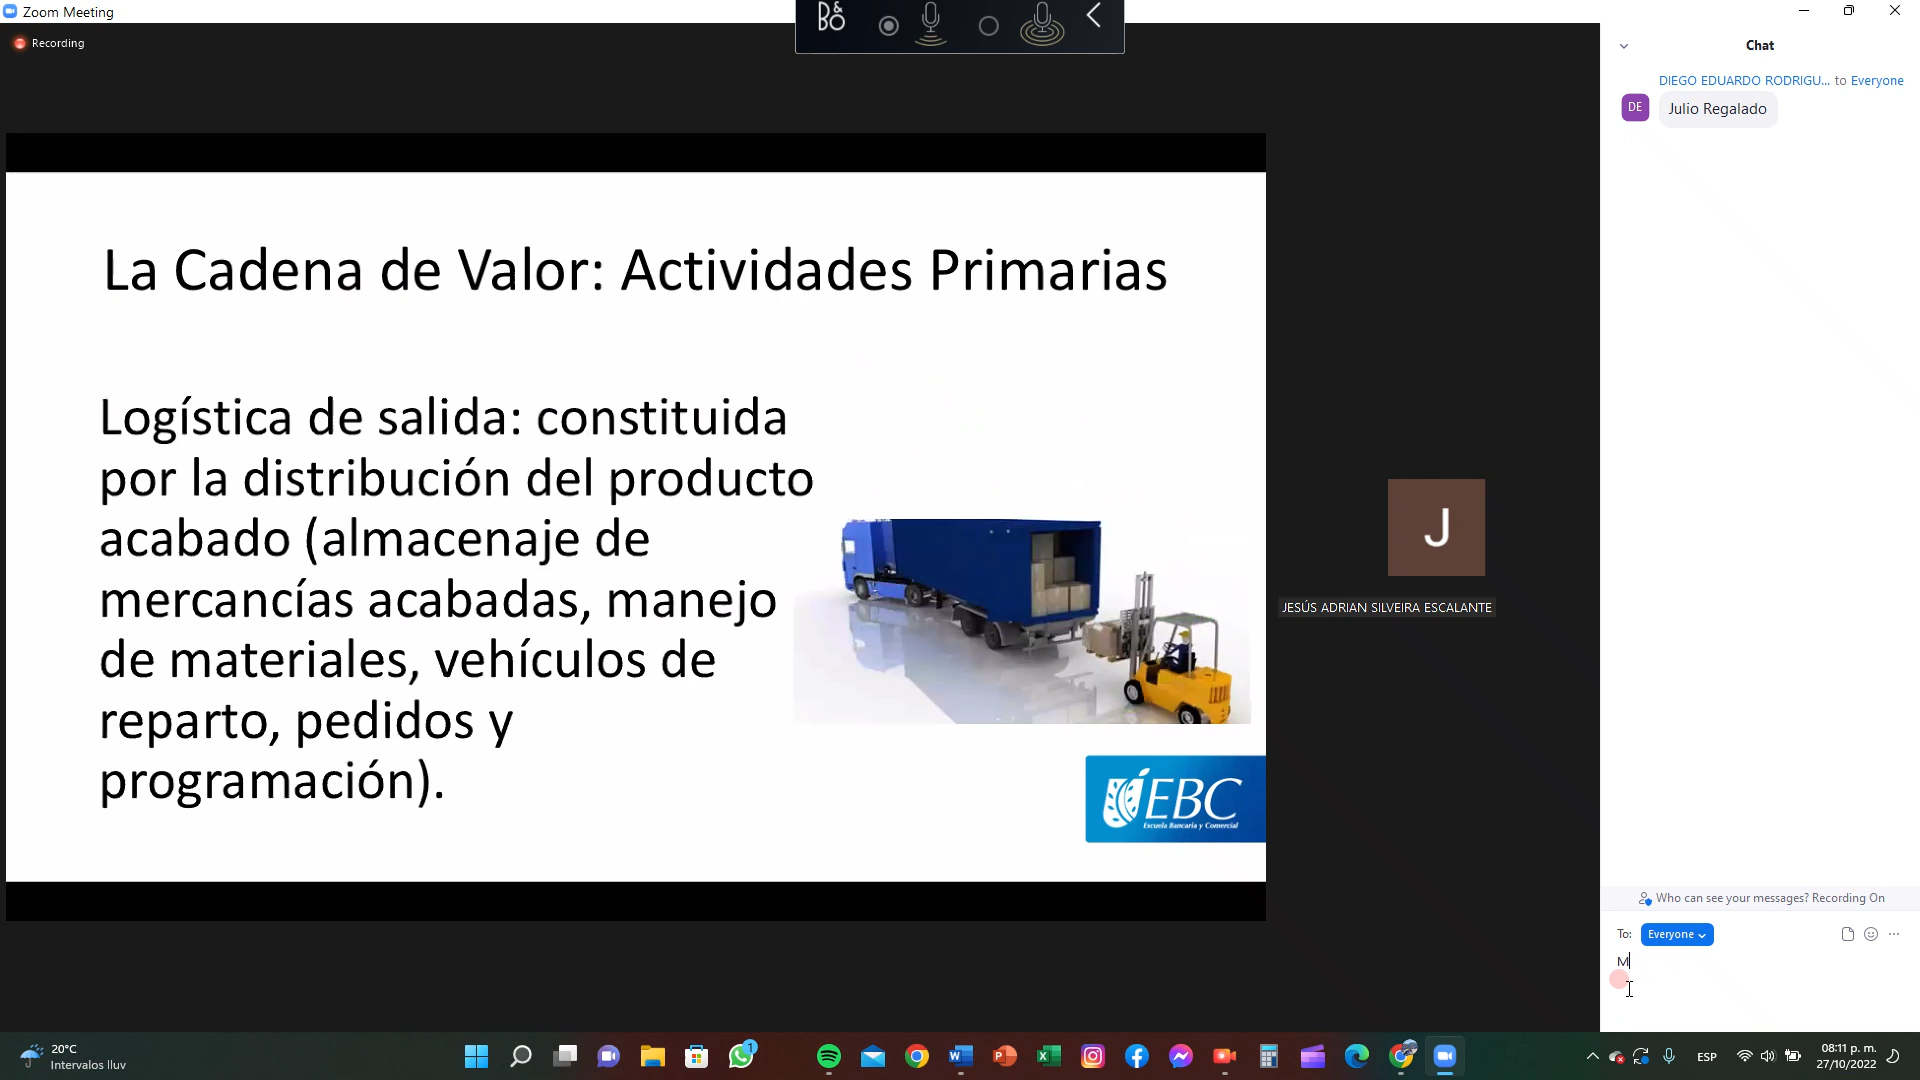 Zoom Meeting
Recording
B&O
Chat
DIEGO EDUARDO RODRIGU... to Everyone
DE
Julio Regalado
La Cadena de Valor: Actividades Primarias
Logística de salida: constituida
por la distribución del producto
acabado (almacenaje de
mercancías acabadas, manejo
de materiales, vehículos de
reparto, pedidos y
programación).
EBC
Escuela Bancaria y Comercial
J
JESÚS ADRIAN SILVEIRA ESCALANTE
Who can see your messages? Recording On
To: Everyone
M
20°C
Intervalos lluv
1
ESP
08:11 p. m.
27/10/2022